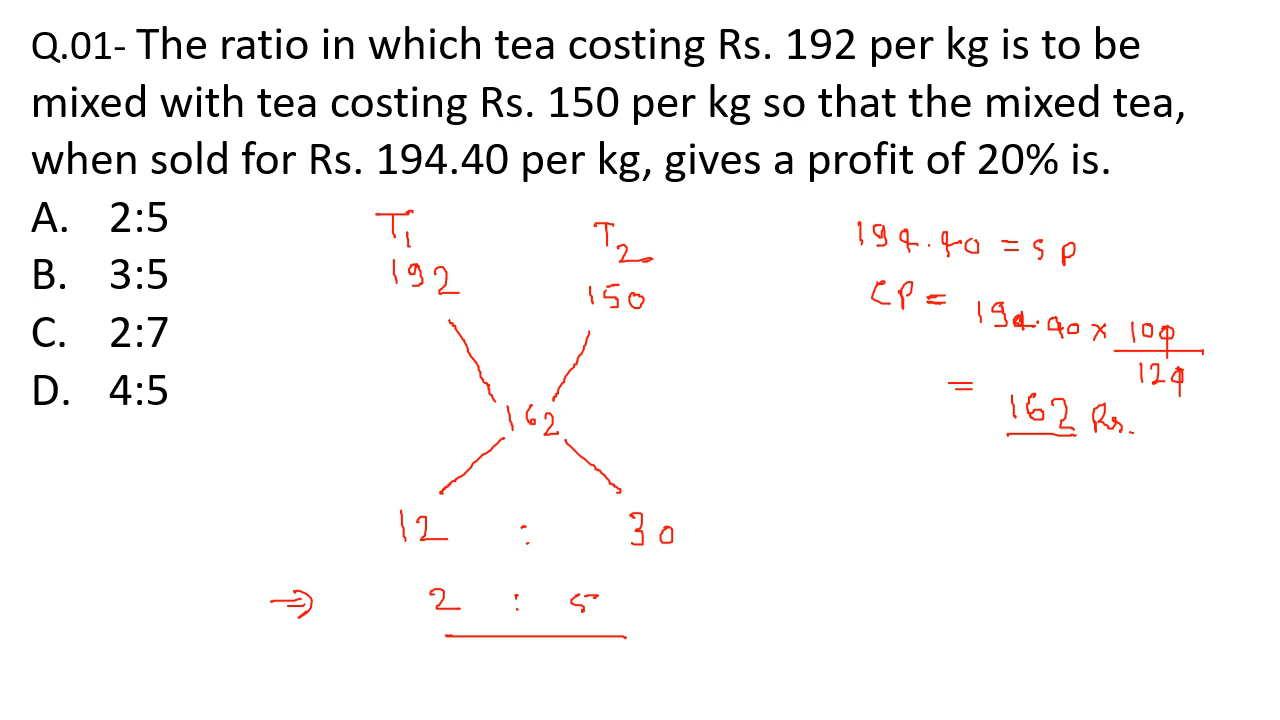 Q.01- The ratio in which tea costing Rs. 192 per kg is to be
mixed with tea costing Rs. 150 per kg so that the mixed tea,
when sold for Rs. 194.40 per kg, gives a profit of 20% is.
A. 2:5
B. 3:5
C. 2:7
D. 4:5
T1 T2
192 150
162
12 : 30
⇒ 2 : 5
194.40 = SP
CP = 194.40 × 100/120
= 162 Rs.